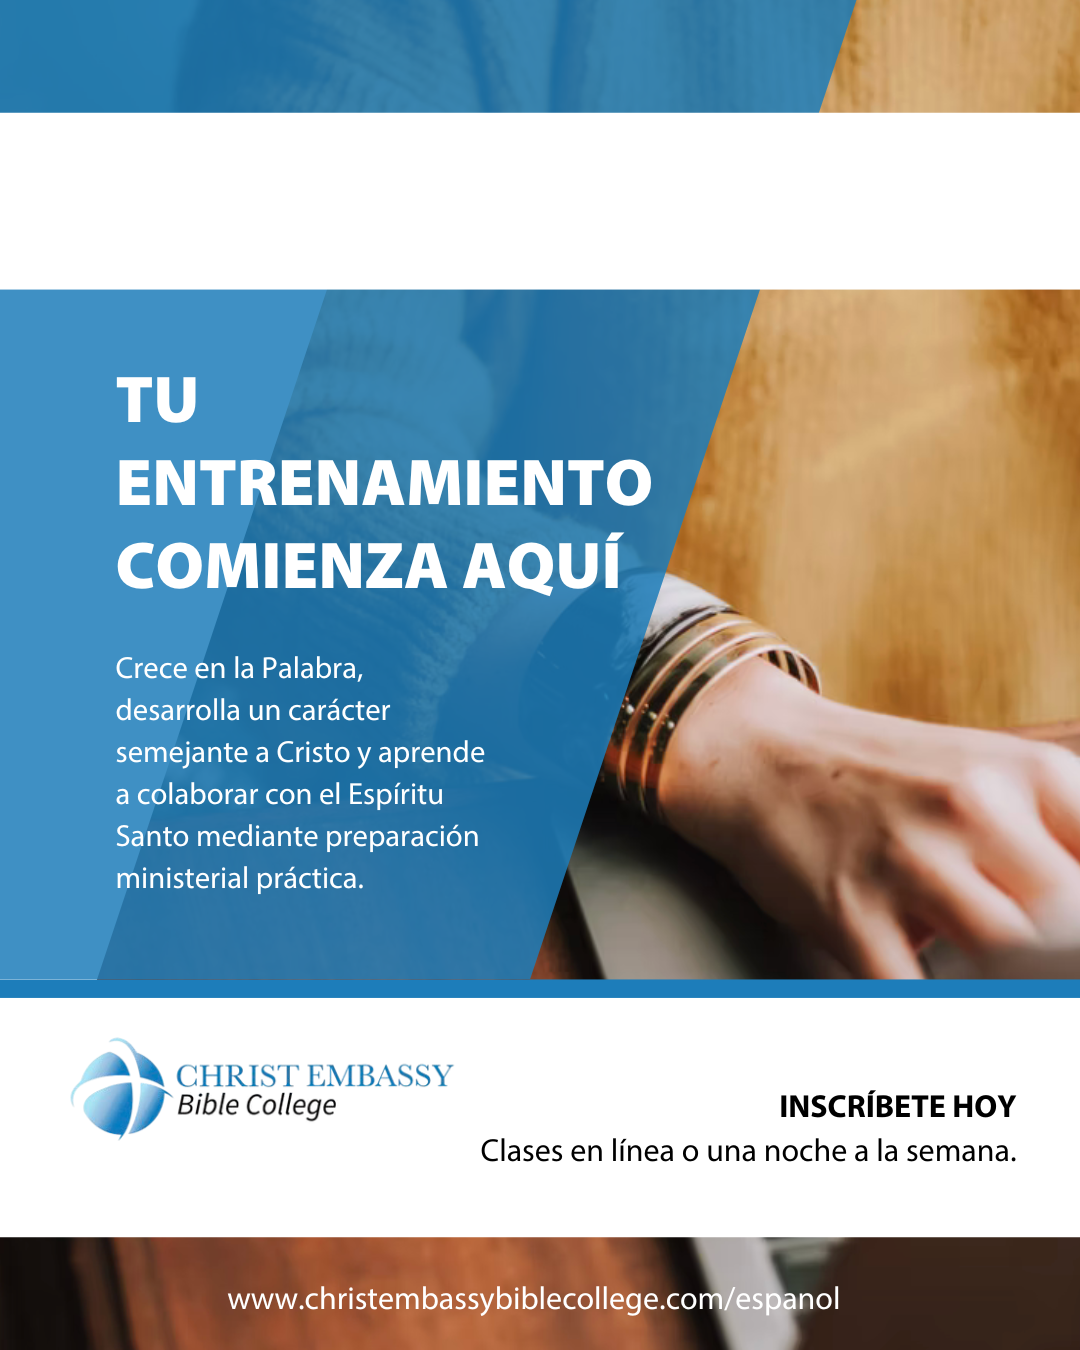 TU
ENTRENAMIENTO
COMIENZA AQUÍ
Crece en la Palabra,
desarrolla un carácter
semejante a Cristo y aprende
a colaborar con el Espíritu
Santo mediante preparación
ministerial práctica.
CHRIST EMBASSY
Bible College
INSCRÍBETE HOY
Clases en línea o una noche a la semana.
www.christembassybiblecollege.com/espanol